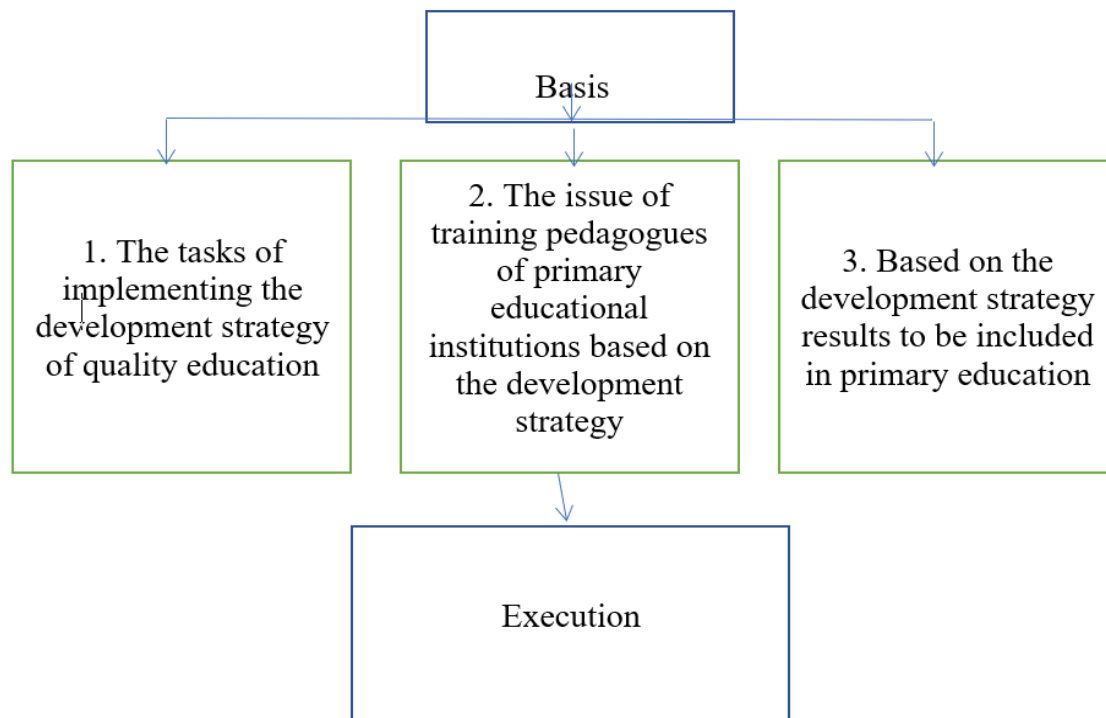 Basis
1. The tasks of
implementing the
development strategy
of quality education
2. The issue of
training pedagogues
of primary
educational
institutions based on
the development
strategy
3. Based on the
development strategy
results to be included
in primary education
Execution